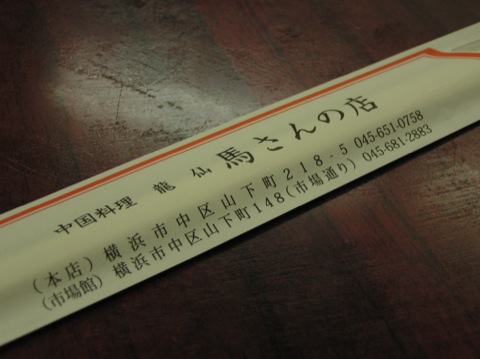 中国料理 龍仙 馬さんの店
(本店) 横浜市中区山下町218-5 045-651-0758
(市場館) 横浜市中区山下町148(市場通り) 045-681-2883